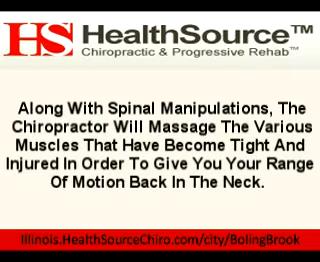 HS HealthSource™
Chiropractic & Progressive Rehab™
Along With Spinal Manipulations, The
Chiropractor Will Massage The Various
Muscles That Have Become Tight And
Injured In Order To Give You Your Range
Of Motion Back In The Neck.
Illinois.HealthSourceChiro.com/city/BolingBrook